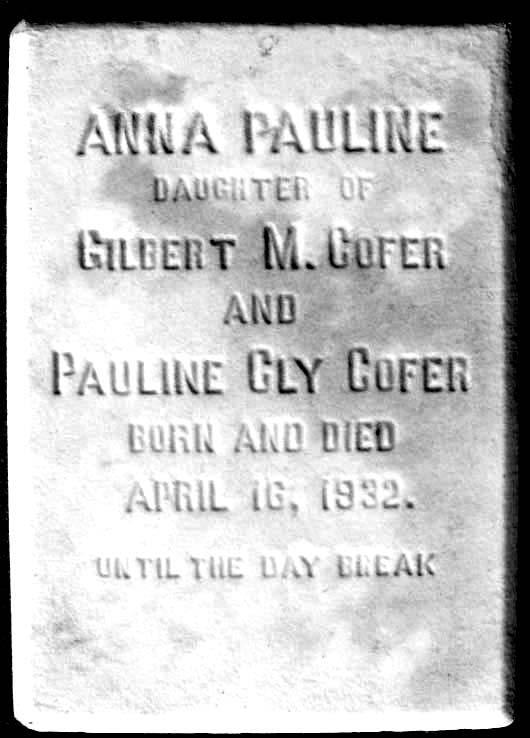 ANNA PAULINE
DAUGHTER OF
GILBERT M. COFER
AND
PAULINE CLY COFER
BORN AND DIED
APRIL 16, 1932.
UNTIL THE DAY BREAK